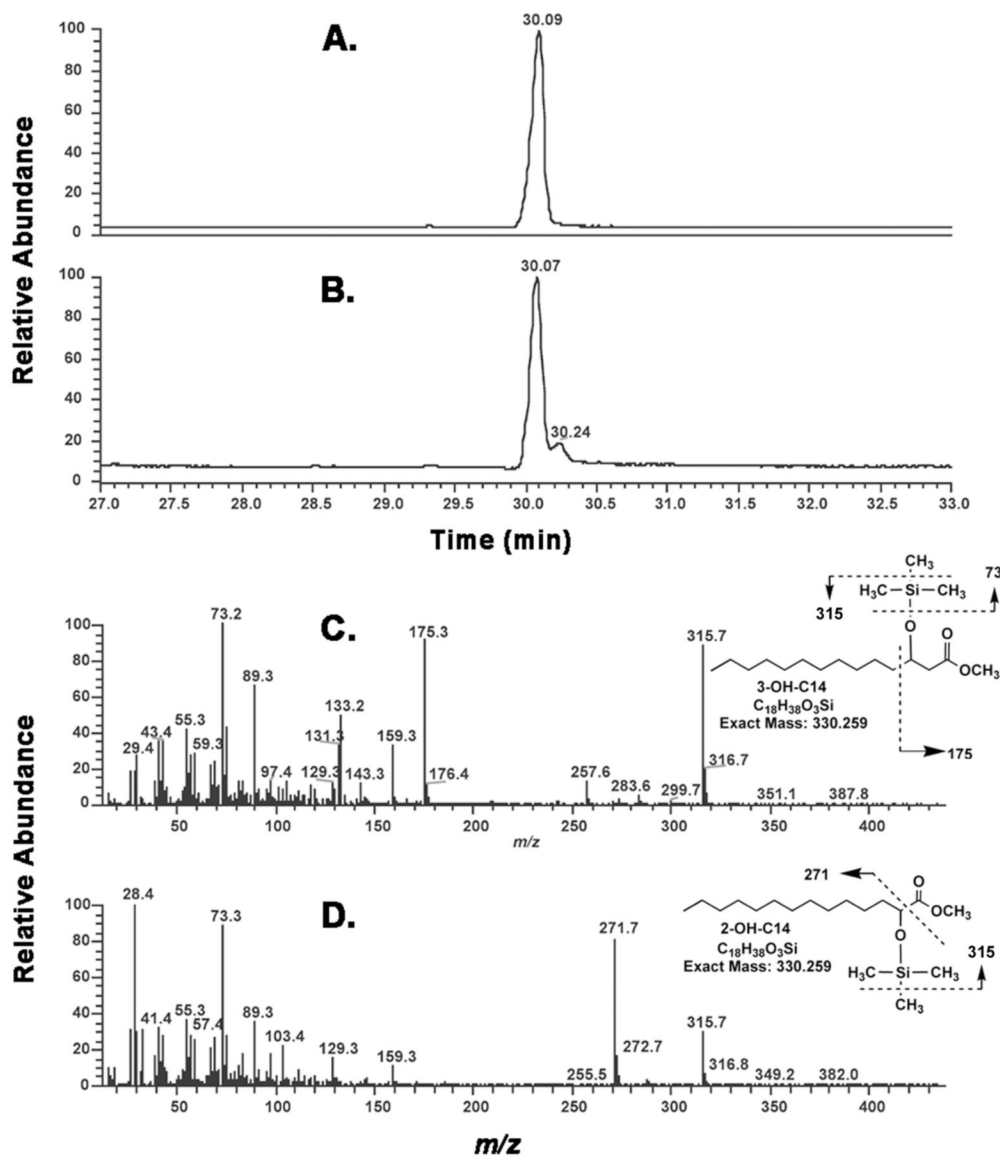 A.
30.09
100
80
60
40
20
0
B.
30.07
30.24
100
80
60
40
20
0
27.0 27.5 28.0 28.5 29.0 29.5 30.0 30.5 31.0 31.5 32.0 32.5 33.0
Time (min)
Relative Abundance
C.
100
80
60
40
20
0
29.4
43.4
55.3
59.3
73.2
89.3
97.4
129.3
131.3
133.2
143.3
159.3
175.3
176.4
257.6
283.6
299.7
315.7
316.7
351.1
387.8
50 100 150 200 250 300 350 400
m/z
CH₃
H₃C—Si—CH₃
73
315
O
O
OCH₃
3-OH-C14
C₁₈H₃₈O₃Si
Exact Mass: 330.259
175
D.
100
80
60
40
20
0
28.4
41.4
55.3
57.4
73.3
89.3
103.4
129.3
159.3
255.5
271.7
272.7
315.7
316.8
349.2
382.0
50 100 150 200 250 300 350 400
m/z
Relative Abundance
271
O
OCH₃
2-OH-C14
O
C₁₈H₃₈O₃Si
315
Exact Mass: 330.259
H₃C—Si—CH₃
CH₃